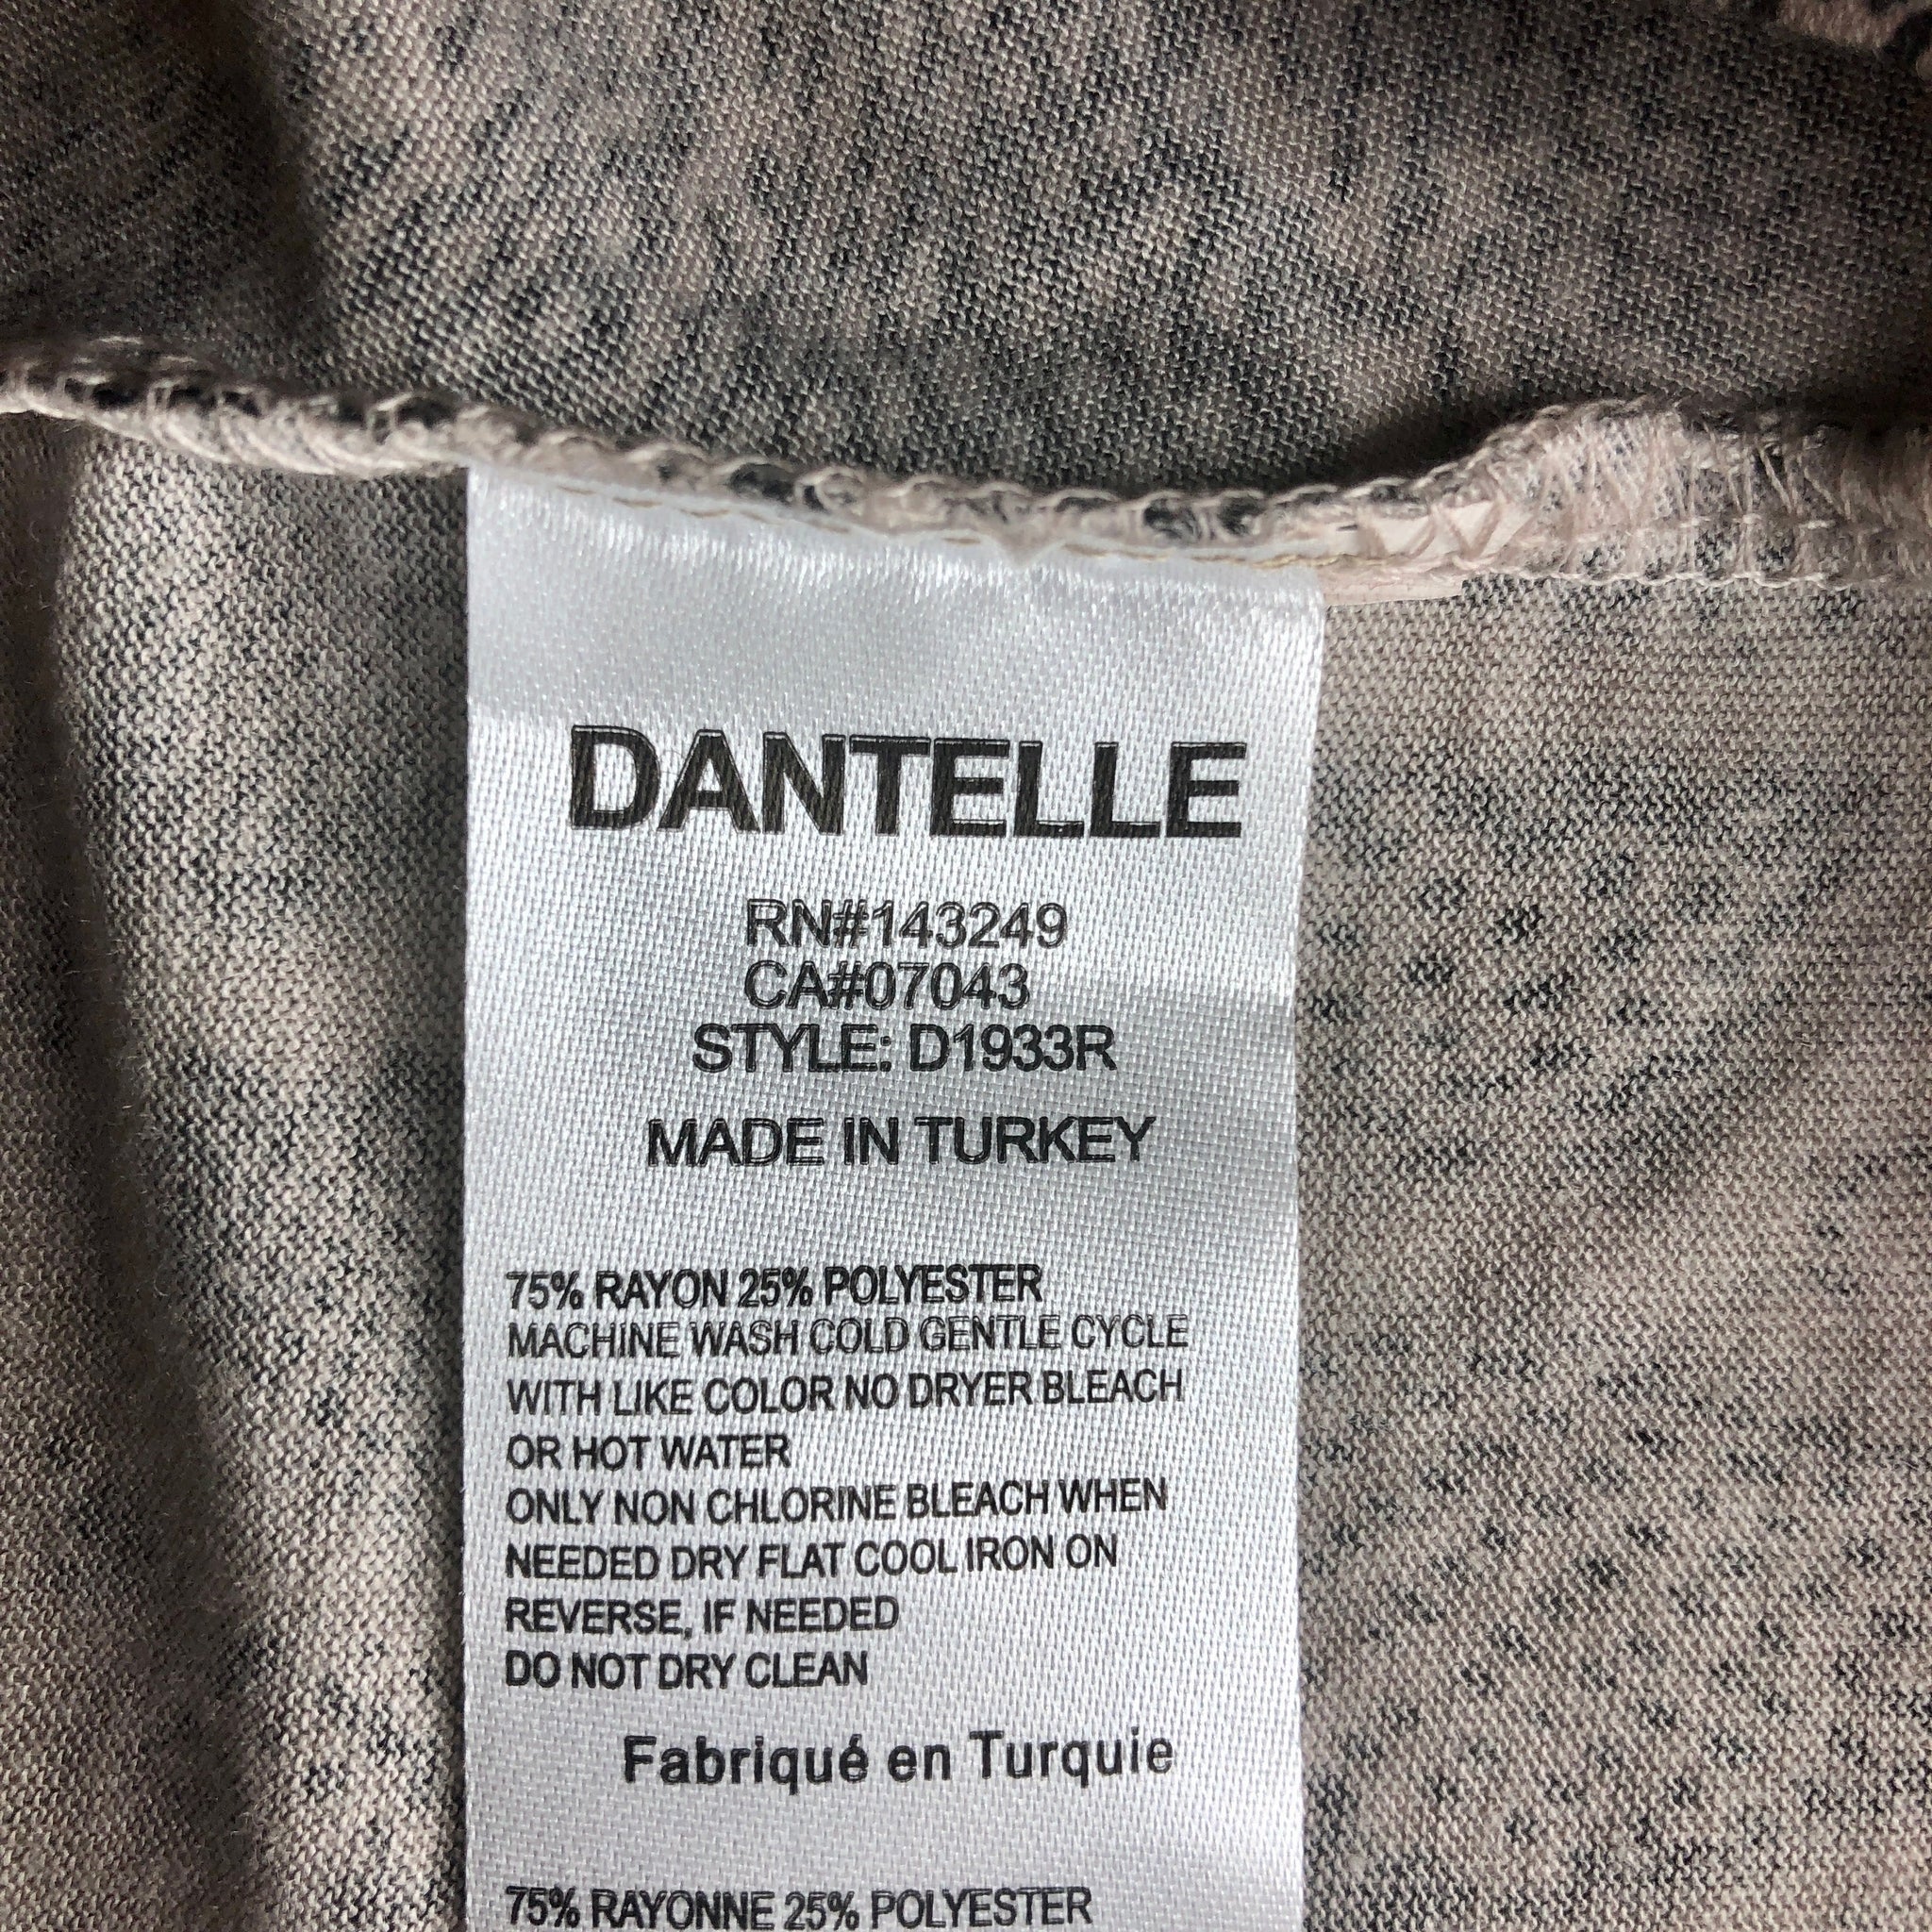 DANTELLE
RN#143249
CA#07043
STYLE: D1933R
MADE IN TURKEY
75% RAYON 25% POLYESTER
MACHINE WASH COLD GENTLE CYCLE
WITH LIKE COLOR NO DRYER BLEACH
OR HOT WATER
ONLY NON CHLORINE BLEACH WHEN
NEEDED DRY FLAT COOL IRON ON
REVERSE, IF NEEDED
DO NOT DRY CLEAN
Fabriqué en Turquie
75% RAYONNE 25% POLYESTER